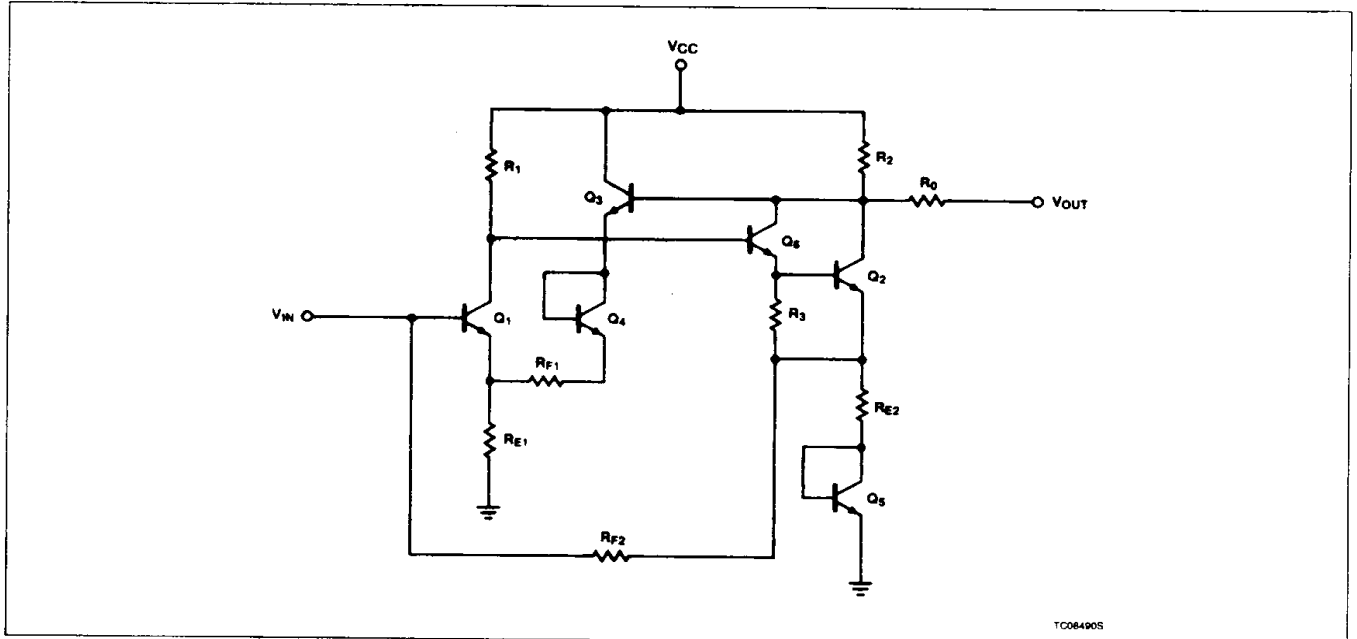 VCC
R1
R2
R0
Q3
VOUT
Q6
Q2
VIN
Q1
Q4
R3
RF1
RE2
RE1
Q5
RF2
TC08490S